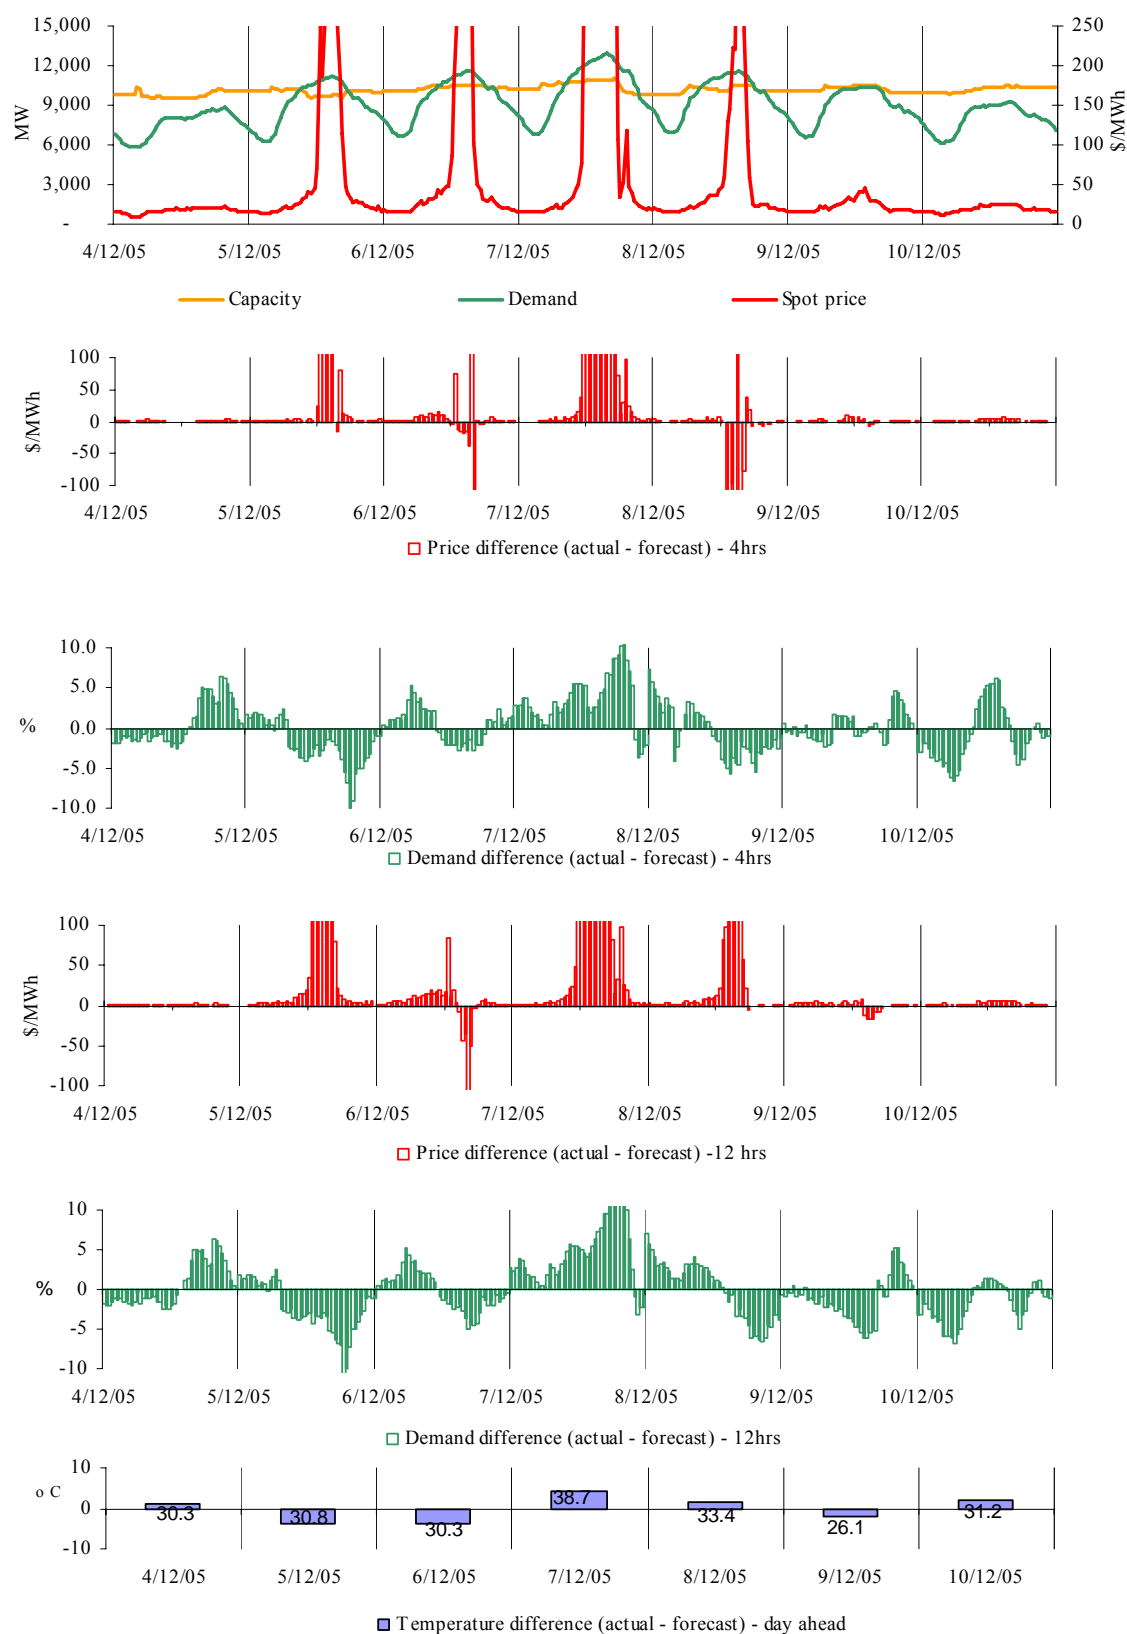 15,000 250
12,000 200
9,000 150
6,000 100
3,000 50
- 0
MW
$/MWh
4/12/05 5/12/05 6/12/05 7/12/05 8/12/05 9/12/05 10/12/05
Capacity Demand Spot price
100
50
0
-50
-100
$/MWh
4/12/05 5/12/05 6/12/05 7/12/05 8/12/05 9/12/05 10/12/05
Price difference (actual - forecast) - 4hrs
10.0
5.0
0.0
-5.0
-10.0
%
4/12/05 5/12/05 6/12/05 7/12/05 8/12/05 9/12/05 10/12/05
Demand difference (actual - forecast) - 4hrs
100
50
0
-50
-100
$/MWh
4/12/05 5/12/05 6/12/05 7/12/05 8/12/05 9/12/05 10/12/05
Price difference (actual - forecast) -12 hrs
10
5
0
-5
-10
%
4/12/05 5/12/05 6/12/05 7/12/05 8/12/05 9/12/05 10/12/05
Demand difference (actual - forecast) - 12hrs
10
0
-10
o C
30.3 30.8 30.3 38.7 33.4 26.1 31.2
4/12/05 5/12/05 6/12/05 7/12/05 8/12/05 9/12/05 10/12/05
Temperature difference (actual - forecast) - day ahead